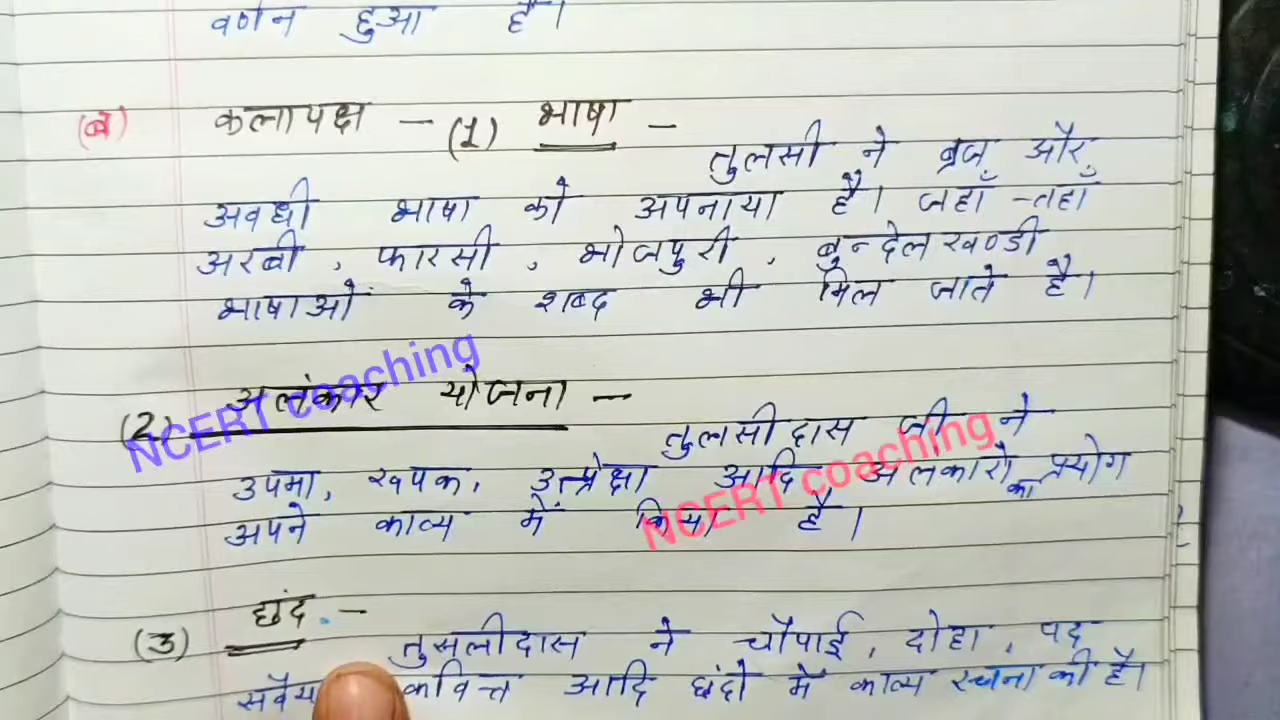 वर्णन हुआ है।
(ब) कलापक्ष – (1) भाषा –
तुलसी ने ब्रज और
अवधी भाषा को अपनाया है। जहाँ-तहाँ
अरबी, फारसी, भोजपुरी, बुन्देलखण्डी
भाषाओं के शब्द भी मिल जाते है।
(2) अलंकार योजना –
NCERT coaching
तुलसीदास जी ने
उपमा, रूपक, उत्प्रेक्षा आदि अलकारो का प्रयोग
NCERT coaching
अपने काव्य में किया है।
(3) छंद. –
तुसलीदास ने चौपाई, दोहा, पद
कवित्त आदि छंदो में काव्य रचना की है।